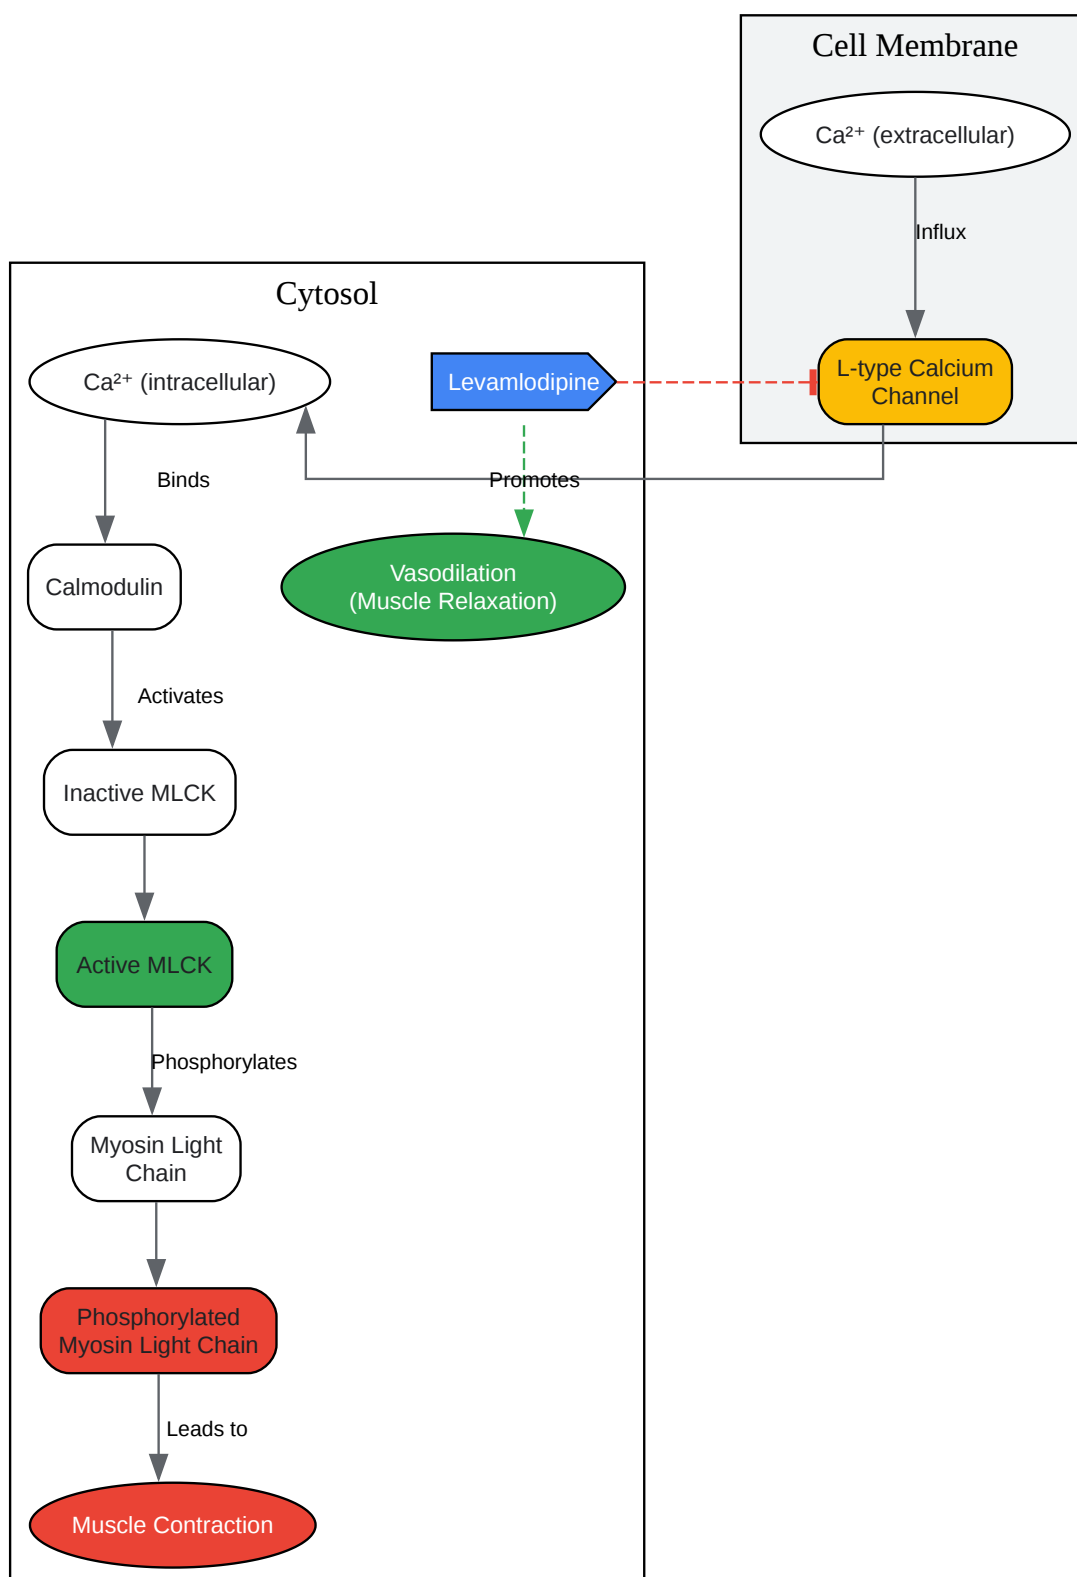 Cell Membrane
Ca²⁺ (extracellular)
Influx
L-type Calcium
Channel
Cytosol
Ca²⁺ (intracellular)
Levamlodipine
Binds
Promotes
Calmodulin
Vasodilation
(Muscle Relaxation)
Activates
Inactive MLCK
Active MLCK
Phosphorylates
Myosin Light
Chain
Phosphorylated
Myosin Light Chain
Leads to
Muscle Contraction